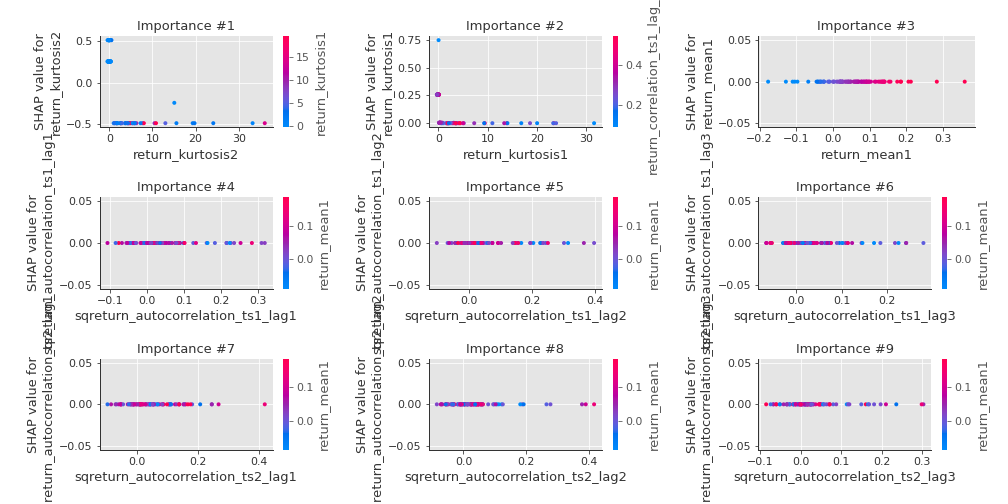 Importance #1
SHAP value for
return_kurtosis2
0.5
0.0
−0.5
0
10
20
30
return_kurtosis2
15
10
5
0
return_kurtosis1
Importance #2
SHAP value for
return_kurtosis1
0.75
0.50
0.25
0.00
0
10
20
30
return_kurtosis1
0.4
0.2
return_correlation_ts1_lag_
Importance #3
SHAP value for
return_mean1
0.05
0.00
−0.05
−0.2
−0.1
0.0
0.1
0.2
0.3
return_mean1
Importance #4
SHAP value for
sqreturn_autocorrelation_ts1_lag1
0.05
0.00
−0.05
−0.1
0.0
0.1
0.2
0.3
sqreturn_autocorrelation_ts1_lag1
0.1
0.0
return_mean1
Importance #5
SHAP value for
sqreturn_autocorrelation_ts1_lag2
0.05
0.00
−0.05
0.0
0.2
0.4
sqreturn_autocorrelation_ts1_lag2
0.1
0.0
return_mean1
Importance #6
SHAP value for
sqreturn_autocorrelation_ts1_lag3
0.05
0.00
−0.05
0.0
0.1
0.2
sqreturn_autocorrelation_ts1_lag3
0.1
0.0
return_mean1
Importance #7
SHAP value for
sqreturn_autocorrelation_ts2_lag1
0.05
0.00
−0.05
0.0
0.2
0.4
sqreturn_autocorrelation_ts2_lag1
0.1
0.0
return_mean1
Importance #8
SHAP value for
sqreturn_autocorrelation_ts2_lag2
0.05
0.00
−0.05
0.0
0.2
0.4
sqreturn_autocorrelation_ts2_lag2
0.1
0.0
return_mean1
Importance #9
SHAP value for
sqreturn_autocorrelation_ts2_lag3
0.05
0.00
−0.05
−0.1
0.0
0.1
0.2
0.3
sqreturn_autocorrelation_ts2_lag3
0.1
0.0
return_mean1